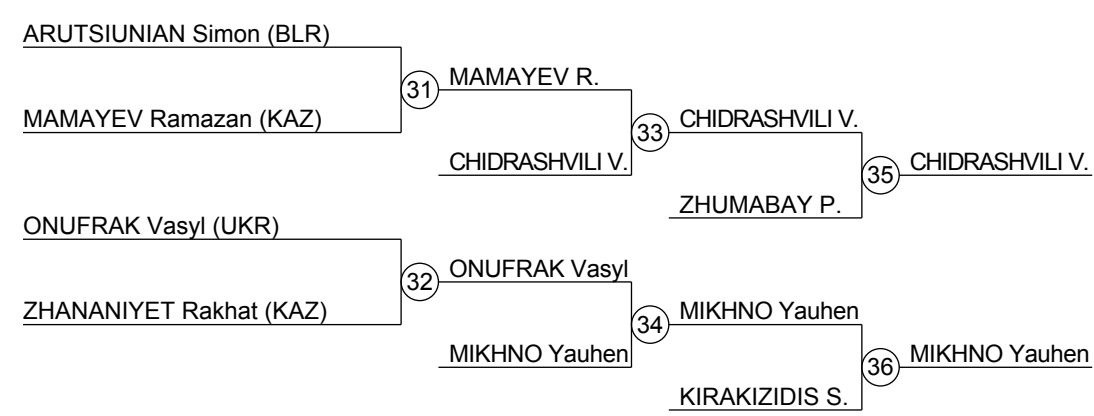 ARUTSIUNIAN Simon (BLR)
31
MAMAYEV R.
MAMAYEV Ramazan (KAZ)
33
CHIDRASHVILI V.
CHIDRASHVILI V.
35
CHIDRASHVILI V.
ZHUMABAY P.
ONUFRAK Vasyl (UKR)
32
ONUFRAK Vasyl
ZHANANIYET Rakhat (KAZ)
34
MIKHNO Yauhen
MIKHNO Yauhen
36
MIKHNO Yauhen
KIRAKIZIDIS S.